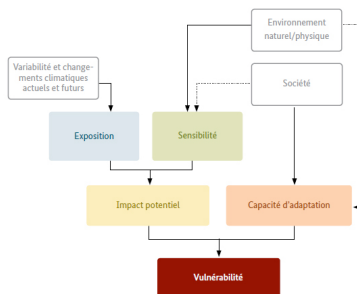 Environnement
naturel/physique
Variabilité et change-
ments climatiques
actuels et futurs
Société
Exposition
Sensibilité
Impact potentiel
Capacité d'adaptation
Vulnérabilité